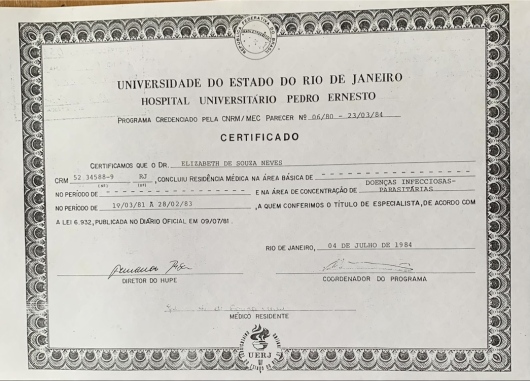 UNIVERSIDADE DO ESTADO DO RIO DE JANEIRO
HOSPITAL UNIVERSITÁRIO PEDRO ERNESTO
PROGRAMA CREDENCIADO PELA CNRM/MEC PARECER Nº 06/80 - 23/03/84
CERTIFICADO
CERTIFICAMOS QUE O DR. ELIZABETH DE SOUZA NEVES
CRM 52 34588-9 RJ , CONCLUIU RESIDÊNCIA MÉDICA NA ÁREA BÁSICA DE - - - - - - - - - - - -
(Nº) (UF)
NO PERÍODO DE - - - - - - - - - - - - - - - E NA ÁREA DE CONCENTRAÇÃO DE DOENÇAS INFECCIOSAS- PARASITÁRIAS
NO PERÍODO DE 19/03/81 A 28/02/83 , A QUEM CONFERIMOS O TÍTULO DE ESPECIALISTA, DE ACORDO COM
A LEI 6.932, PUBLICADA NO DIÁRIO OFICIAL EM 09/07/81.
RIO DE JANEIRO, 04 DE JULHO DE 1984
DIRETOR DO HUPE
COORDENADOR DO PROGRAMA
MÉDICO RESIDENTE
UERJ